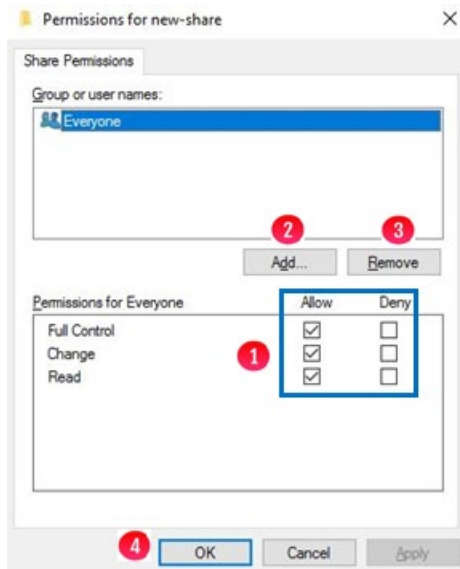 Permissions for new-share
Share Permissions
Group or user names:
Everyone
2 3
Add... Remove
Permissions for Everyone Allow Deny
Full Control
1 Change
Read
4 OK Cancel Apply